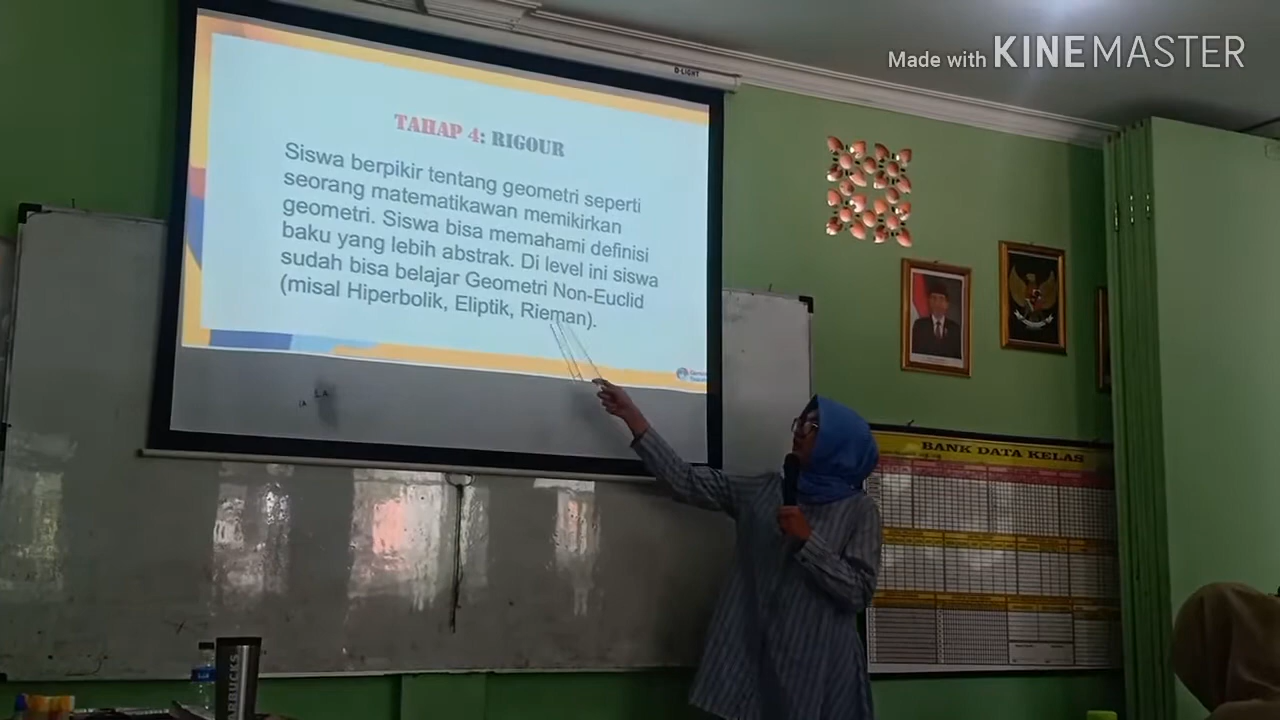 Made with KINEMASTER
D-LIGHT
TAHAP 4: RIGOUR
Siswa berpikir tentang geometri seperti
seorang matematikawan memikirkan
geometri. Siswa bisa memahami definisi
baku yang lebih abstrak. Di level ini siswa
sudah bisa belajar Geometri Non-Euclid
(misal Hiperbolik, Eliptik, Rieman).
BANK DATA KELAS
STARBUCKS